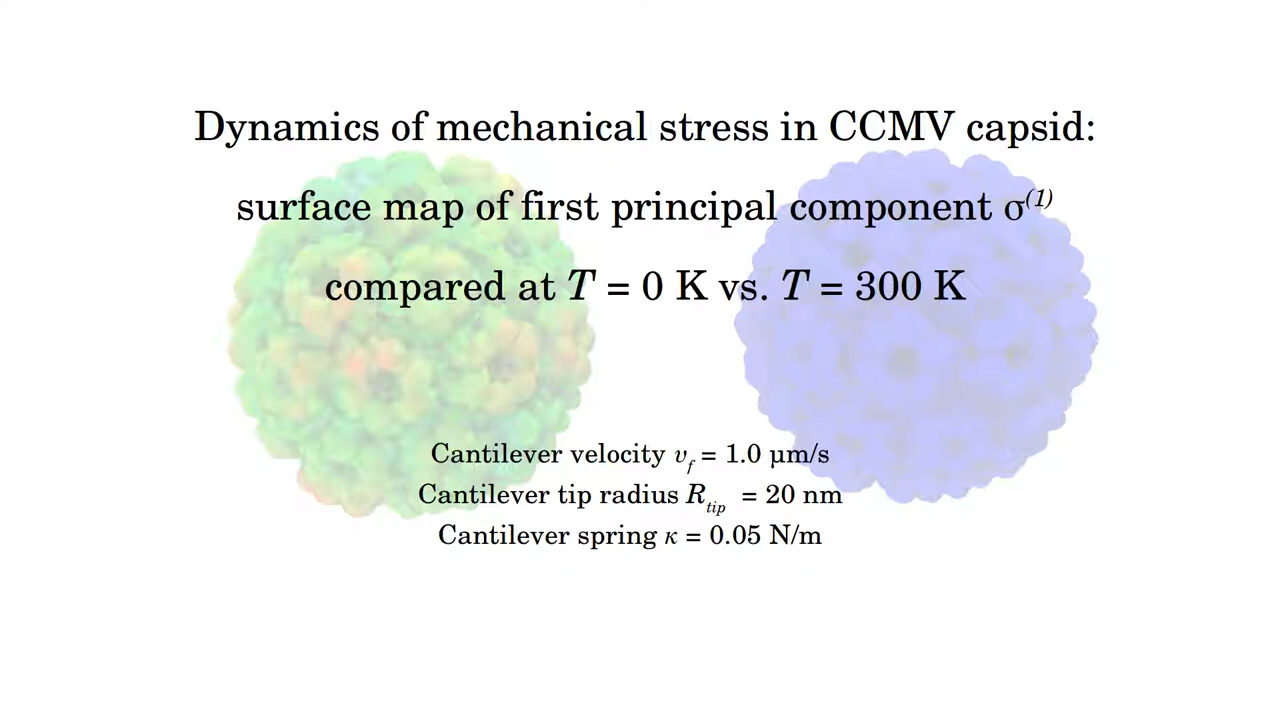 Dynamics of mechanical stress in CCMV capsid:
surface map of first principal component σ(1)
compared at T = 0 K vs. T = 300 K
Cantilever velocity υf = 1.0 μm/s
Cantilever tip radius Rtip = 20 nm
Cantilever spring κ = 0.05 N/m